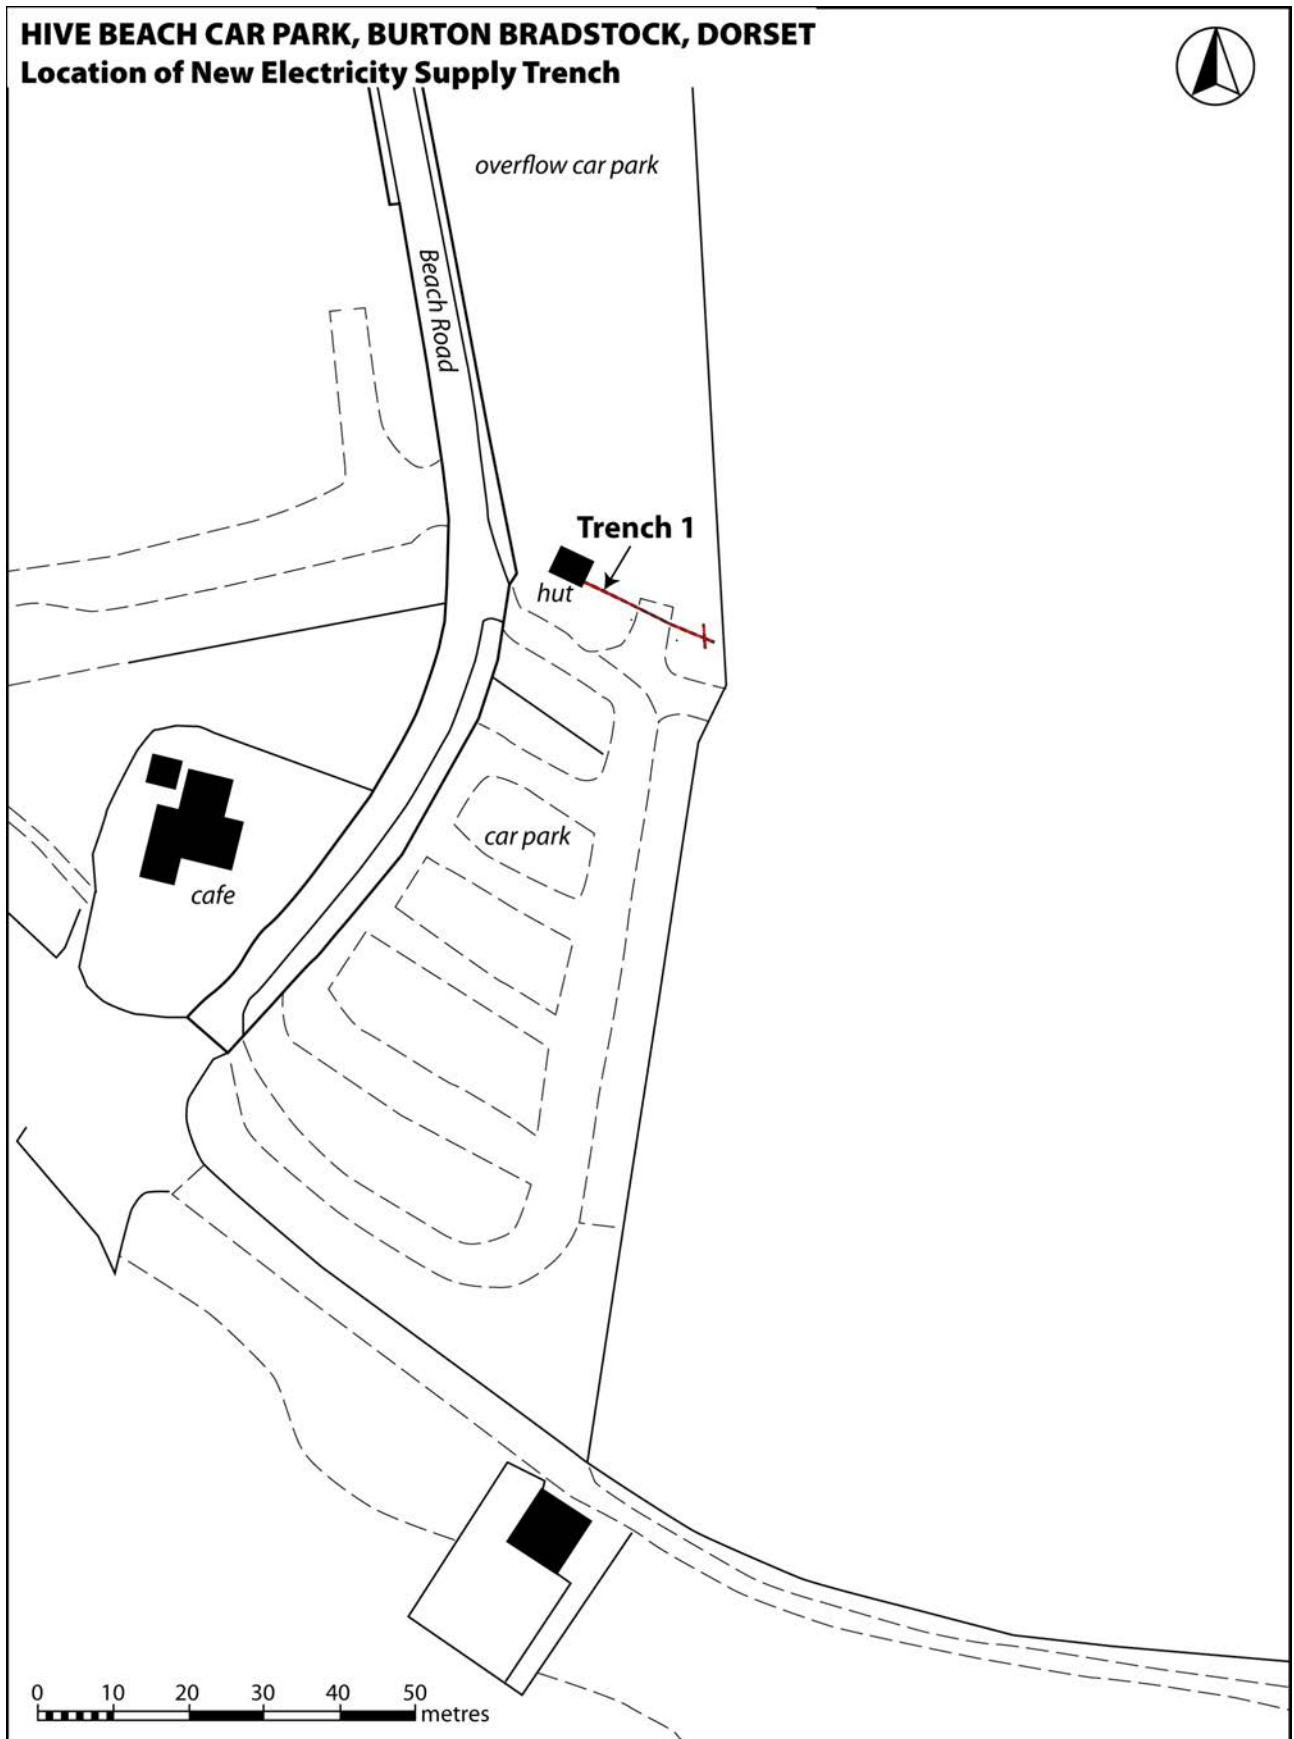 HIVE BEACH CAR PARK, BURTON BRADSTOCK, DORSET
Location of New Electricity Supply Trench
overflow car park
Beach Road
Trench 1
hut
car park
cafe
0 10 20 30 40 50
metres